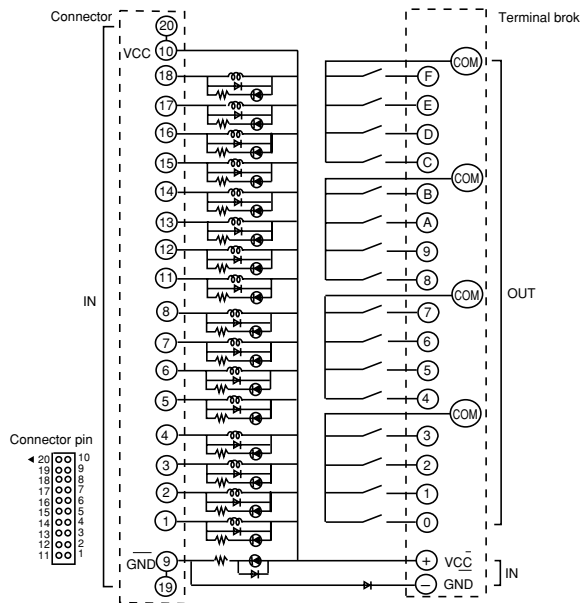 Connector
Terminal brok
20
VCC 10
COM
18
F
17
E
16
D
15
C
COM
14
B
13
A
12
9
11
8
IN
OUT
COM
8
7
7
6
6
5
5
4
COM
4
3
3
2
2
1
1
0
Connector pin
20 10
19 9
18 8
17 7
16 6
15 5
14 4
13 3
12 2
11 1
GND 9
+ VCC
19
− GND
IN